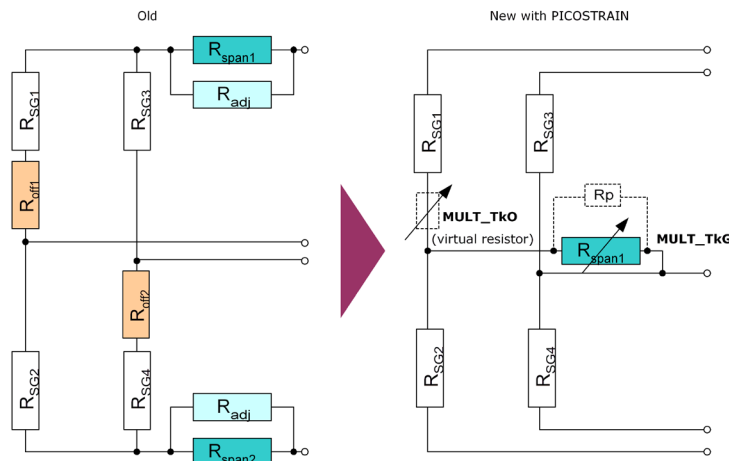 Old
New with PICOSTRAIN
Rspan1
Radj
RSG1
RSG3
Roff1
Roff2
RSG2
RSG4
Radj
Rspan2
RSG1
RSG3
MULT_TkO
(virtual resistor)
Rp
MULT_TkG
Rspan1
RSG2
RSG4